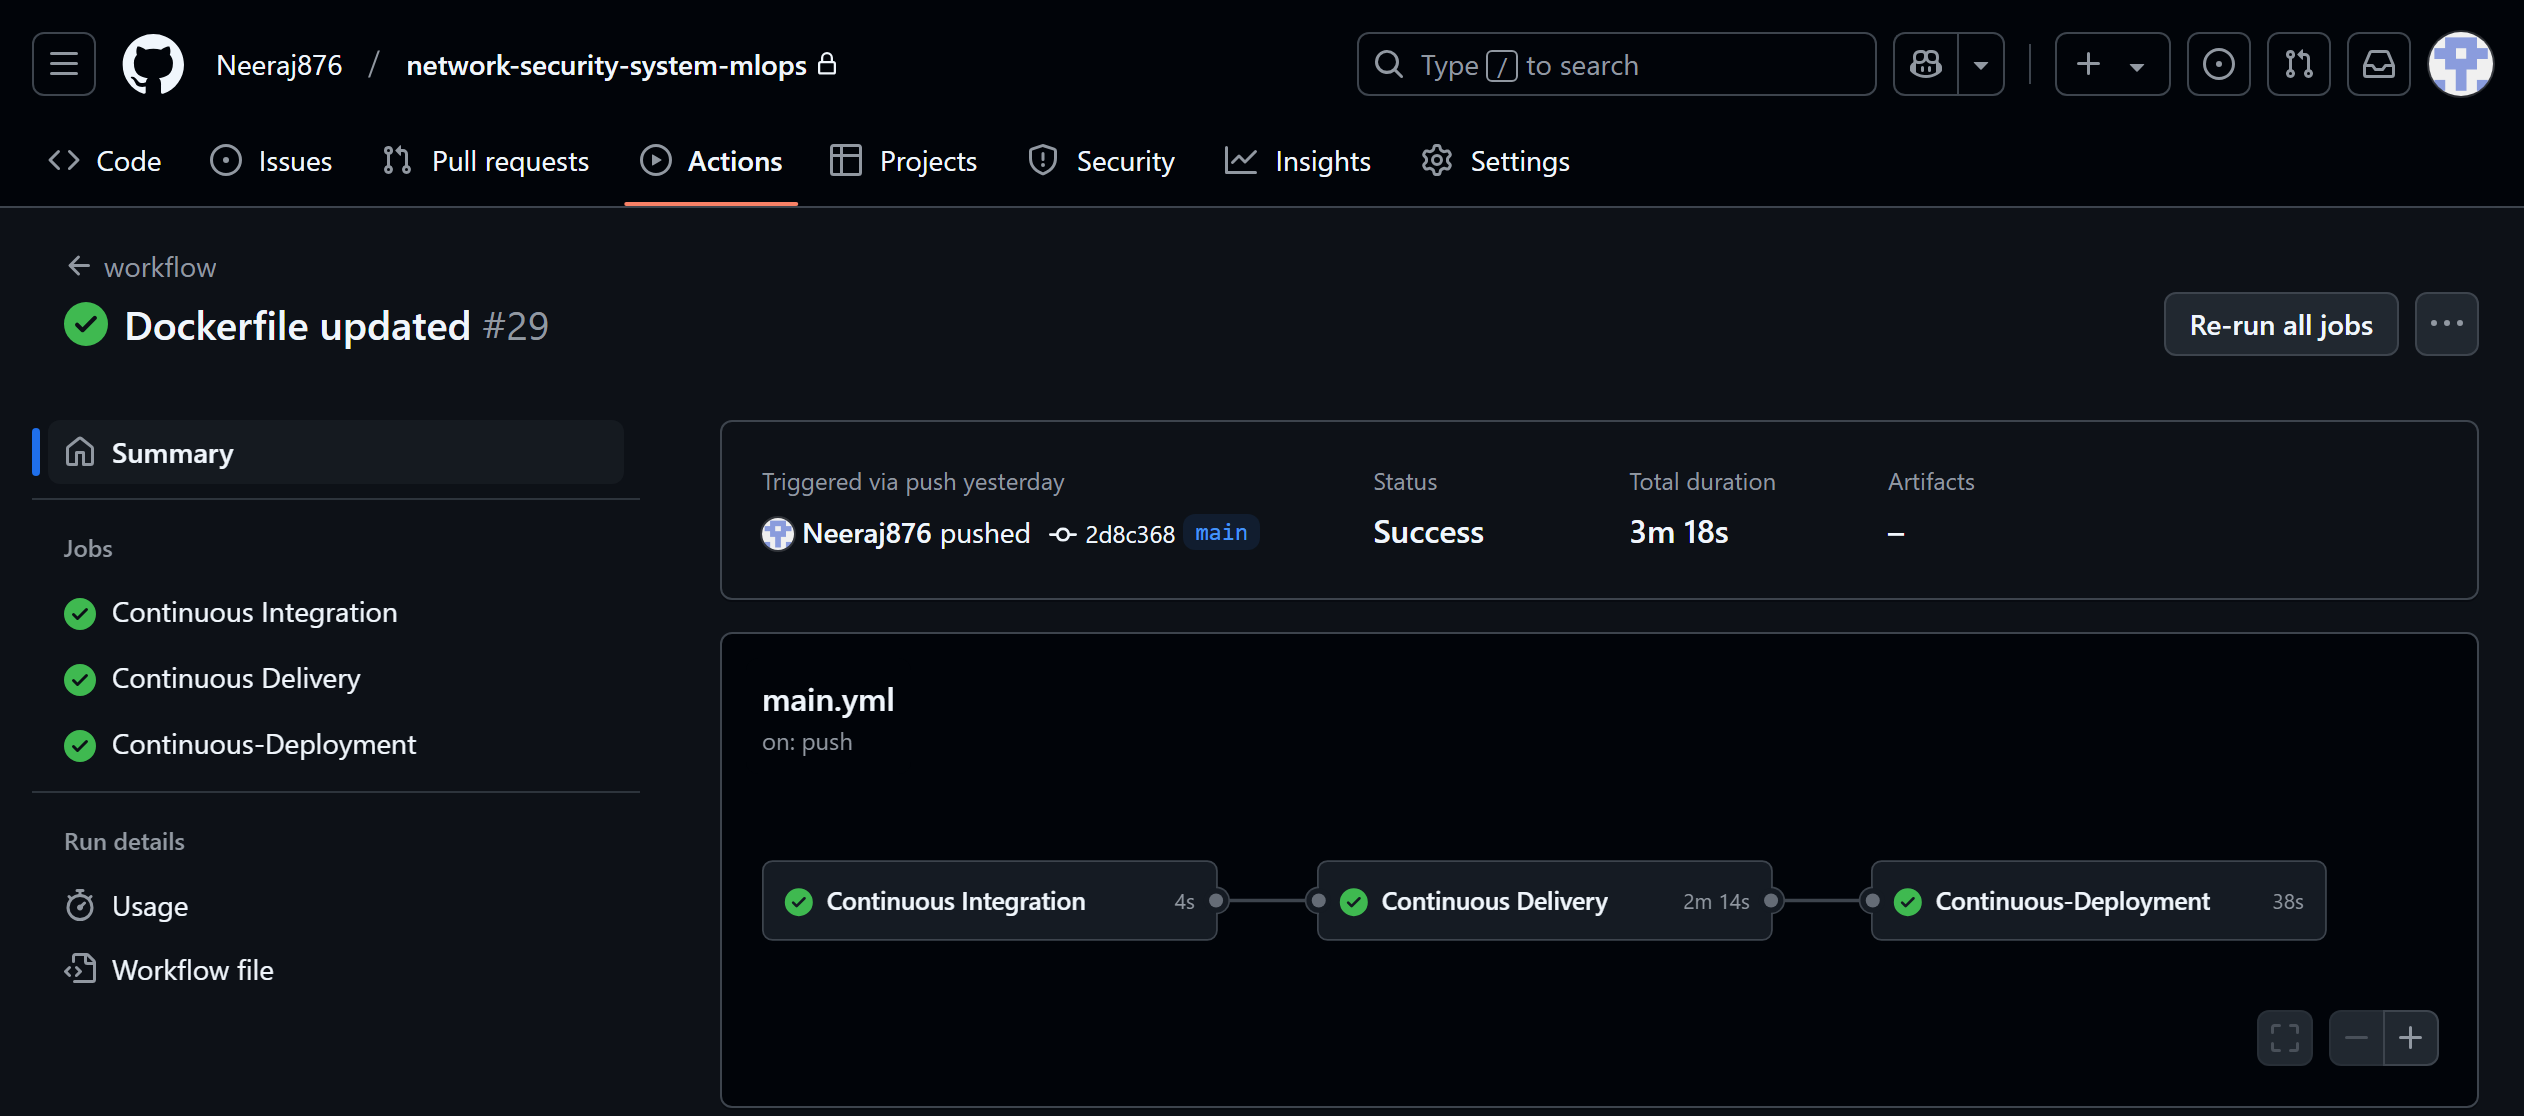 Neeraj876 / network-security-system-mlops
Type / to search
Code
Issues
Pull requests
Actions
Projects
Security
Insights
Settings
workflow
Dockerfile updated #29
Re-run all jobs
Summary
Jobs
Continuous Integration
Continuous Delivery
Continuous-Deployment
Run details
Usage
Workflow file
Triggered via push yesterday
Neeraj876 pushed 2d8c368 main
Status
Success
Total duration
3m 18s
Artifacts
–
main.yml
on: push
Continuous Integration 4s
Continuous Delivery 2m 14s
Continuous-Deployment 38s